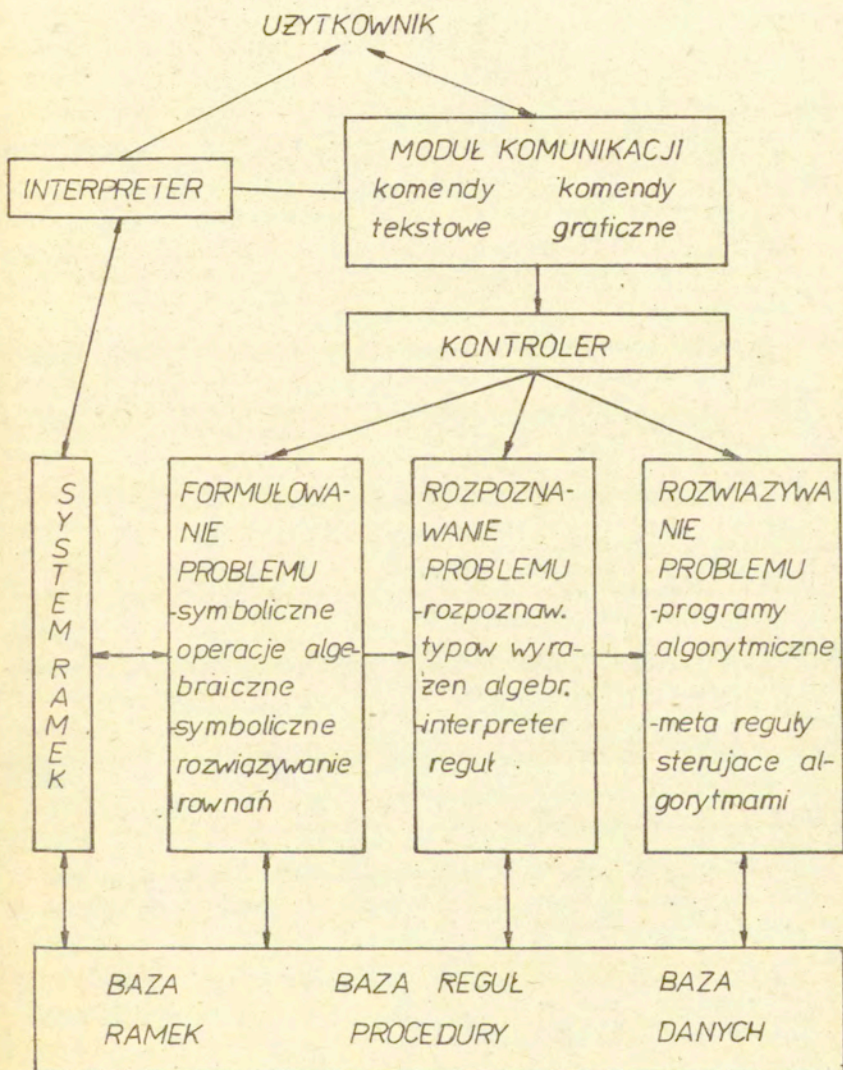 UZYTKOWNIK
MODUŁ KOMUNIKACJI
komendy komendy
tekstowe graficzne
INTERPRETER
KONTROLER
SYSTEM RAMEK
FORMUŁOWA-
NIE
PROBLEMU
-symboliczne
operacje alge-
braiczne
-symboliczne
rozwiązywanie
rownań
ROZPOZNA-
WANIE
PROBLEMU
-rozpoznaw.
typow wyra-
zen algebr.
-interpreter
reguł
ROZWIAZYWA
NIE
PROBLEMU
-programy
algorytmiczne
-meta reguły
sterujace al-
gorytmami
BAZA
RAMEK
BAZA REGUŁ
PROCEDURY
BAZA
DANYCH